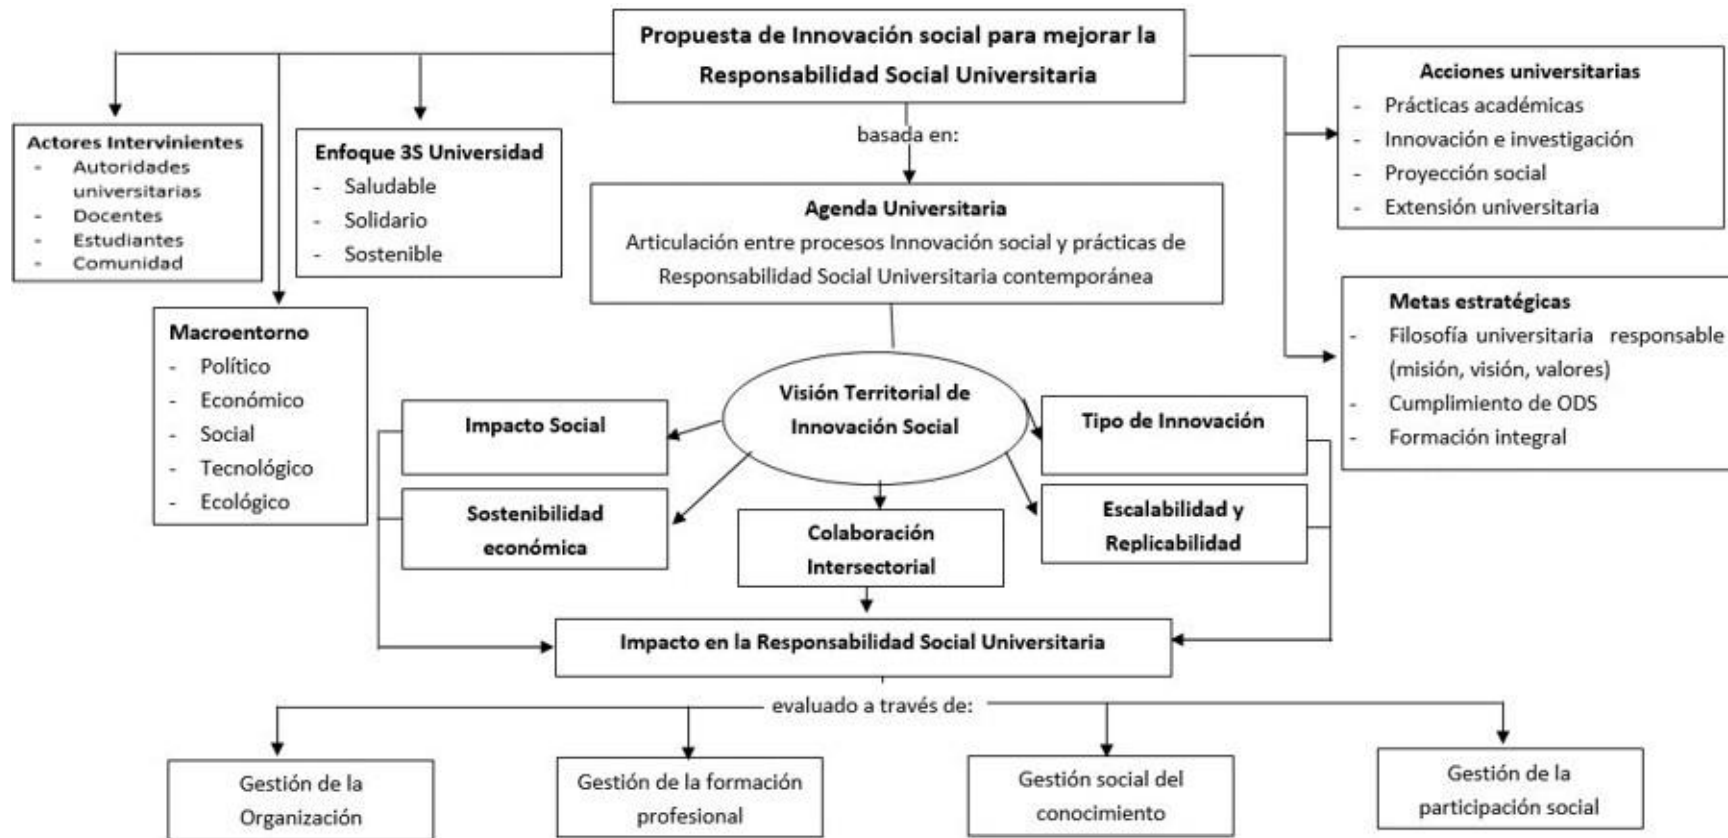 Propuesta de Innovación social para mejorar la
Responsabilidad Social Universitaria
Actores Intervinientes
- Autoridades
universitarias
- Docentes
- Estudiantes
- Comunidad
Enfoque 3S Universidad
- Saludable
- Solidario
- Sostenible
basada en:
Acciones universitarias
- Prácticas académicas
- Innovación e investigación
- Proyección social
- Extensión universitaria
Agenda Universitaria
Articulación entre procesos Innovación social y prácticas de
Responsabilidad Social Universitaria contemporánea
Macroentorno
- Político
- Económico
- Social
- Tecnológico
- Ecológico
Metas estratégicas
- Filosofía universitaria responsable
(misión, visión, valores)
- Cumplimiento de ODS
- Formación integral
Visión Territorial de
Innovación Social
Impacto Social
Tipo de Innovación
Sostenibilidad
económica
Colaboración
Intersectorial
Escalabilidad y
Replicabilidad
Impacto en la Responsabilidad Social Universitaria
evaluado a través de:
Gestión de la
Organización
Gestión de la formación
profesional
Gestión social del
conocimiento
Gestión de la
participación social